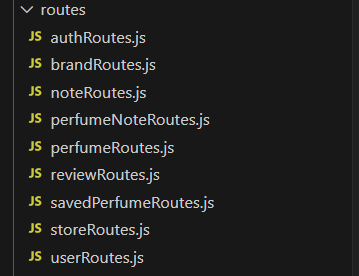 routes
JS authRoutes.js
JS brandRoutes.js
JS noteRoutes.js
JS perfumeNoteRoutes.js
JS perfumeRoutes.js
JS reviewRoutes.js
JS savedPerfumeRoutes.js
JS storeRoutes.js
JS userRoutes.js